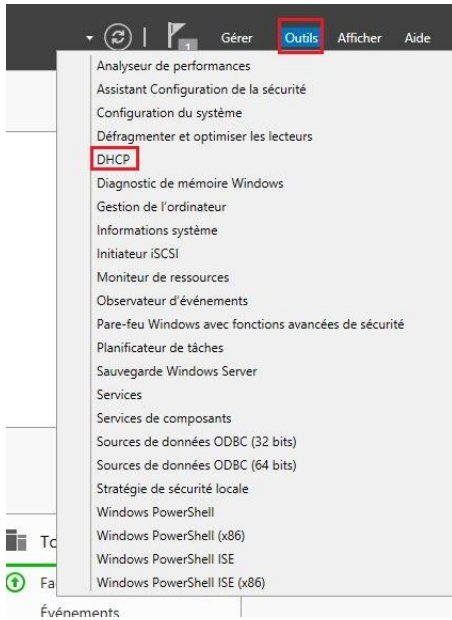 1
Gérer Outils Afficher Aide
Analyseur de performances
Assistant Configuration de la sécurité
Configuration du système
Défragmenter et optimiser les lecteurs
DHCP
Diagnostic de mémoire Windows
Gestion de l'ordinateur
Informations système
Initiateur iSCSI
Moniteur de ressources
Observateur d'événements
Pare-feu Windows avec fonctions avancées de sécurité
Planificateur de tâches
Sauvegarde Windows Server
Services
Services de composants
Sources de données ODBC (32 bits)
Sources de données ODBC (64 bits)
Stratégie de sécurité locale
Windows PowerShell
Windows PowerShell (x86)
Windows PowerShell ISE
Windows PowerShell ISE (x86)
To
Fa
Événements